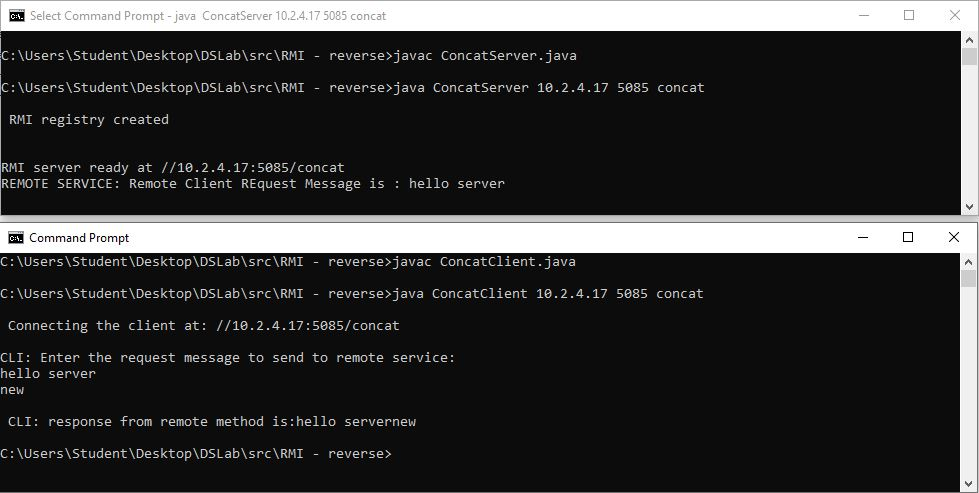 Select Command Prompt - java  ConcatServer 10.2.4.17 5085 concat
C:\Users\Student\Desktop\DSLab\src\RMI - reverse>javac ConcatServer.java
C:\Users\Student\Desktop\DSLab\src\RMI - reverse>java ConcatServer 10.2.4.17 5085 concat
RMI registry created
RMI server ready at //10.2.4.17:5085/concat
REMOTE SERVICE: Remote Client REquest Message is : hello server
Command Prompt
C:\Users\Student\Desktop\DSLab\src\RMI - reverse>javac ConcatClient.java
C:\Users\Student\Desktop\DSLab\src\RMI - reverse>java ConcatClient 10.2.4.17 5085 concat
Connecting the client at: //10.2.4.17:5085/concat
CLI: Enter the request message to send to remote service:
hello server
new
CLI: response from remote method is:hello servernew
C:\Users\Student\Desktop\DSLab\src\RMI - reverse>